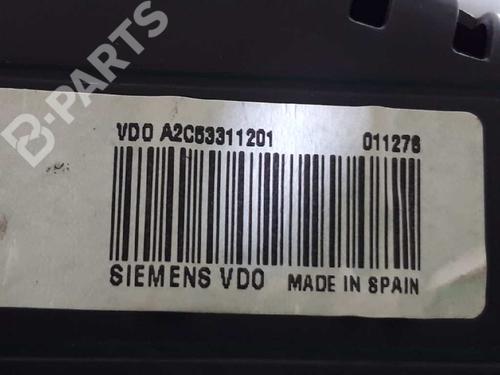 B-PARTS
VDO A2C53311201 011276
SIEMENS VDO MADE IN SPAIN